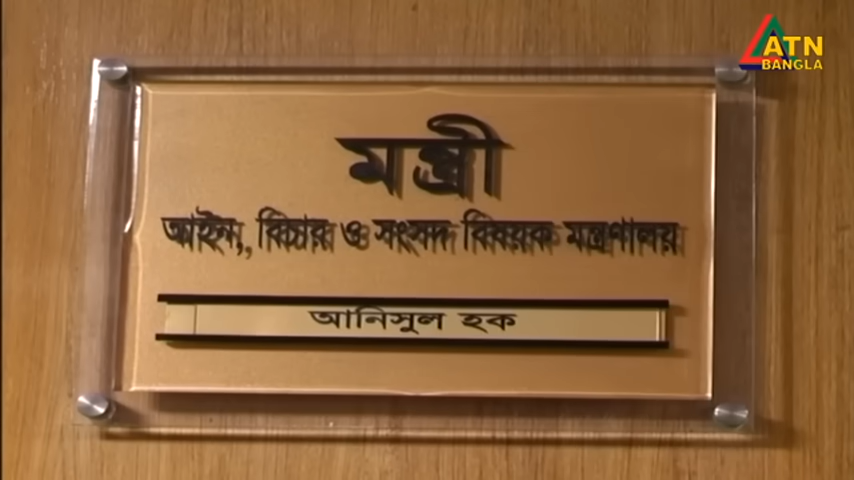 ATN
BANGLA
মন্ত্রী
আইন, বিচার ও সংসদ বিষয়ক মন্ত্রণালয়
আনিসুল হক